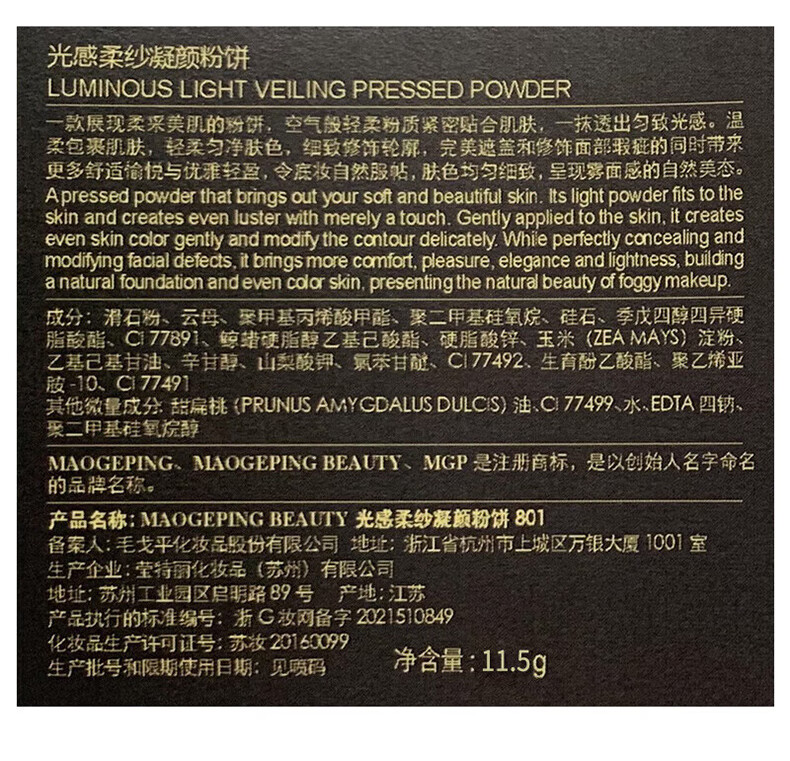 光感柔纱凝颜粉饼
LUMINOUS LIGHT VEILING PRESSED POWDER
一款展现柔采美肌的粉饼，空气般轻柔粉质紧密贴合肌肤，一抹透出匀致光感。温
柔包裹肌肤，轻柔匀净肤色，细致修饰轮廓，完美遮盖和修饰面部瑕疵的同时带来
更多舒适愉悦与优雅轻盈，令底妆自然服帖，肤色均匀细致，呈现雾面感的自然美态。
A pressed powder that brings out your soft and beautiful skin. Its light powder fits to the
skin and creates even luster with merely a touch. Gently applied to the skin, it creates
even skin color gently and modify the contour delicately. While perfectly concealing and
modifying facial defects, it brings more comfort, pleasure, elegance and lightness, building
a natural foundation and even color skin, presenting the natural beauty of foggy makeup.
成分：滑石粉、云母、聚甲基丙烯酸甲酯、聚二甲基硅氧烷、硅石、季戊四醇四异硬
脂酸酯、CI 77891、鲸蜡硬脂醇乙基己酸酯、硬脂酸锌、玉米（ZEA MAYS）淀粉、
乙基己基甘油、辛甘醇、山梨酸钾、氯苯甘醚、CI 77492、生育酚乙酸酯、聚乙烯亚
胺-10、CI 77491
其他微量成分：甜扁桃（PRUNUS AMYGDALUS DULCIS）油、CI 77499、水、EDTA 四钠、
聚二甲基硅氧烷醇
MAOGEPING、MAOGEPING BEAUTY、MGP 是注册商标，是以创始人名字命名
的品牌名称。
产品名称：MAOGEPING BEAUTY 光感柔纱凝颜粉饼 801
备案人：毛戈平化妆品股份有限公司 地址：浙江省杭州市上城区万银大厦 1001 室
生产企业：莹特丽化妆品（苏州）有限公司
地址：苏州工业园区启明路 89 号 产地：江苏
产品执行的标准编号：浙 G 妆网备字 2021510849
化妆品生产许可证号：苏妆 20160099
生产批号和限期使用日期：见喷码
净含量：11.5g